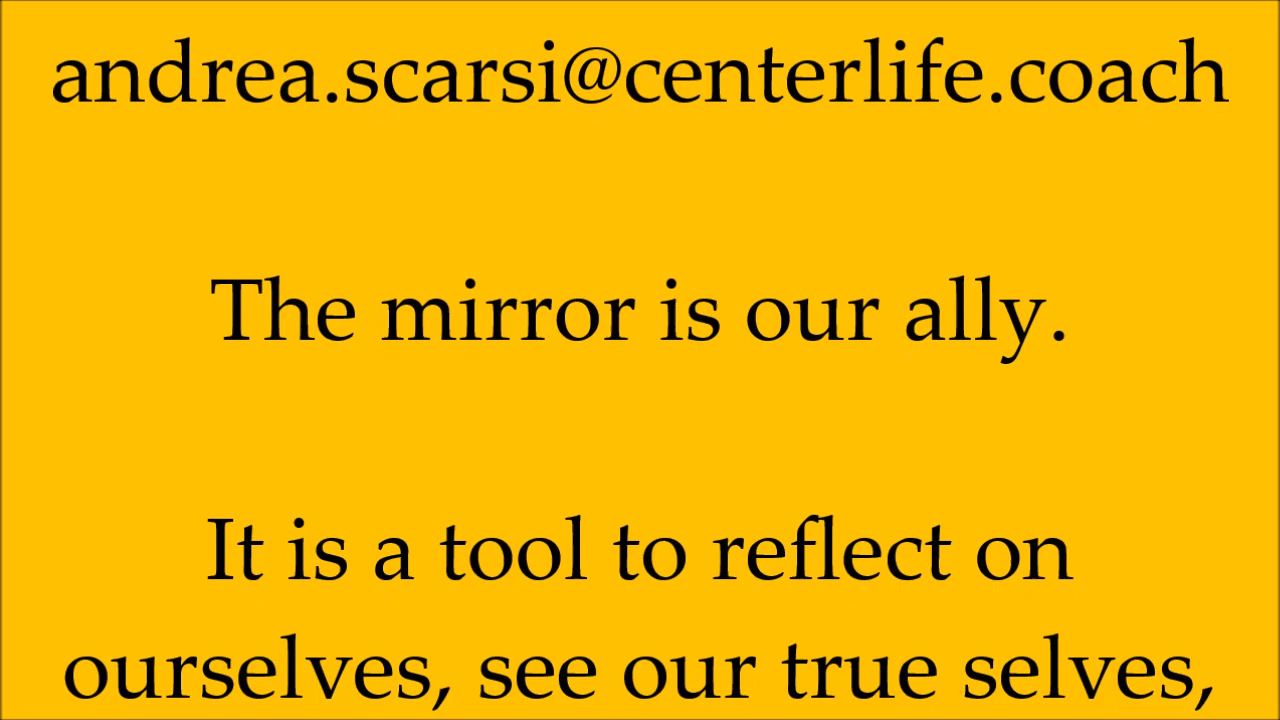 andrea.scarsi@centerlife.coach
The mirror is our ally.
It is a tool to reflect on
ourselves, see our true selves,